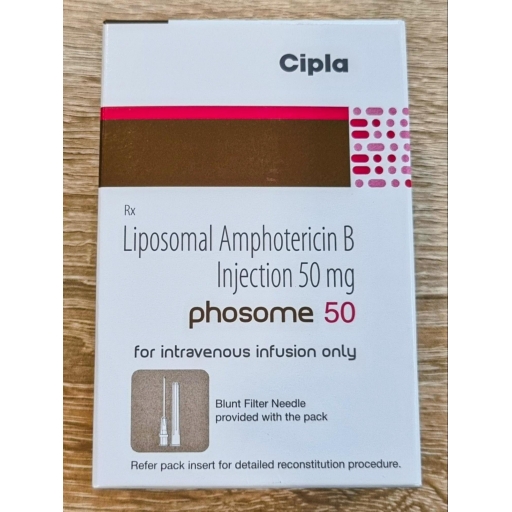 Cipla
Rx
Liposomal Amphotericin B
Injection 50 mg
phosome 50
for intravenous infusion only
Blunt Filter Needle
provided with the pack
Refer pack insert for detailed reconstitution procedure.